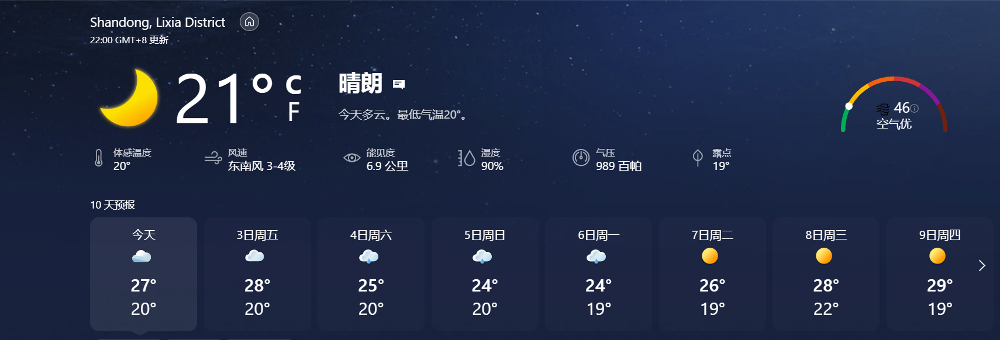 Shandong, Lixia District
22:00 GMT+8 更新
21° C
F
晴朗
今天多云。最低气温20°。
46
空气优
体感温度 风速 能见度 湿度 气压 露点
20° 东南风 3-4级 6.9 公里 90% 989 百帕 19°
10 天预报
今天 3日周五 4日周六 5日周日 6日周一 7日周二 8日周三 9日周四
27° 28° 25° 24° 24° 26° 28° 29°
20° 20° 20° 20° 19° 19° 22° 19°